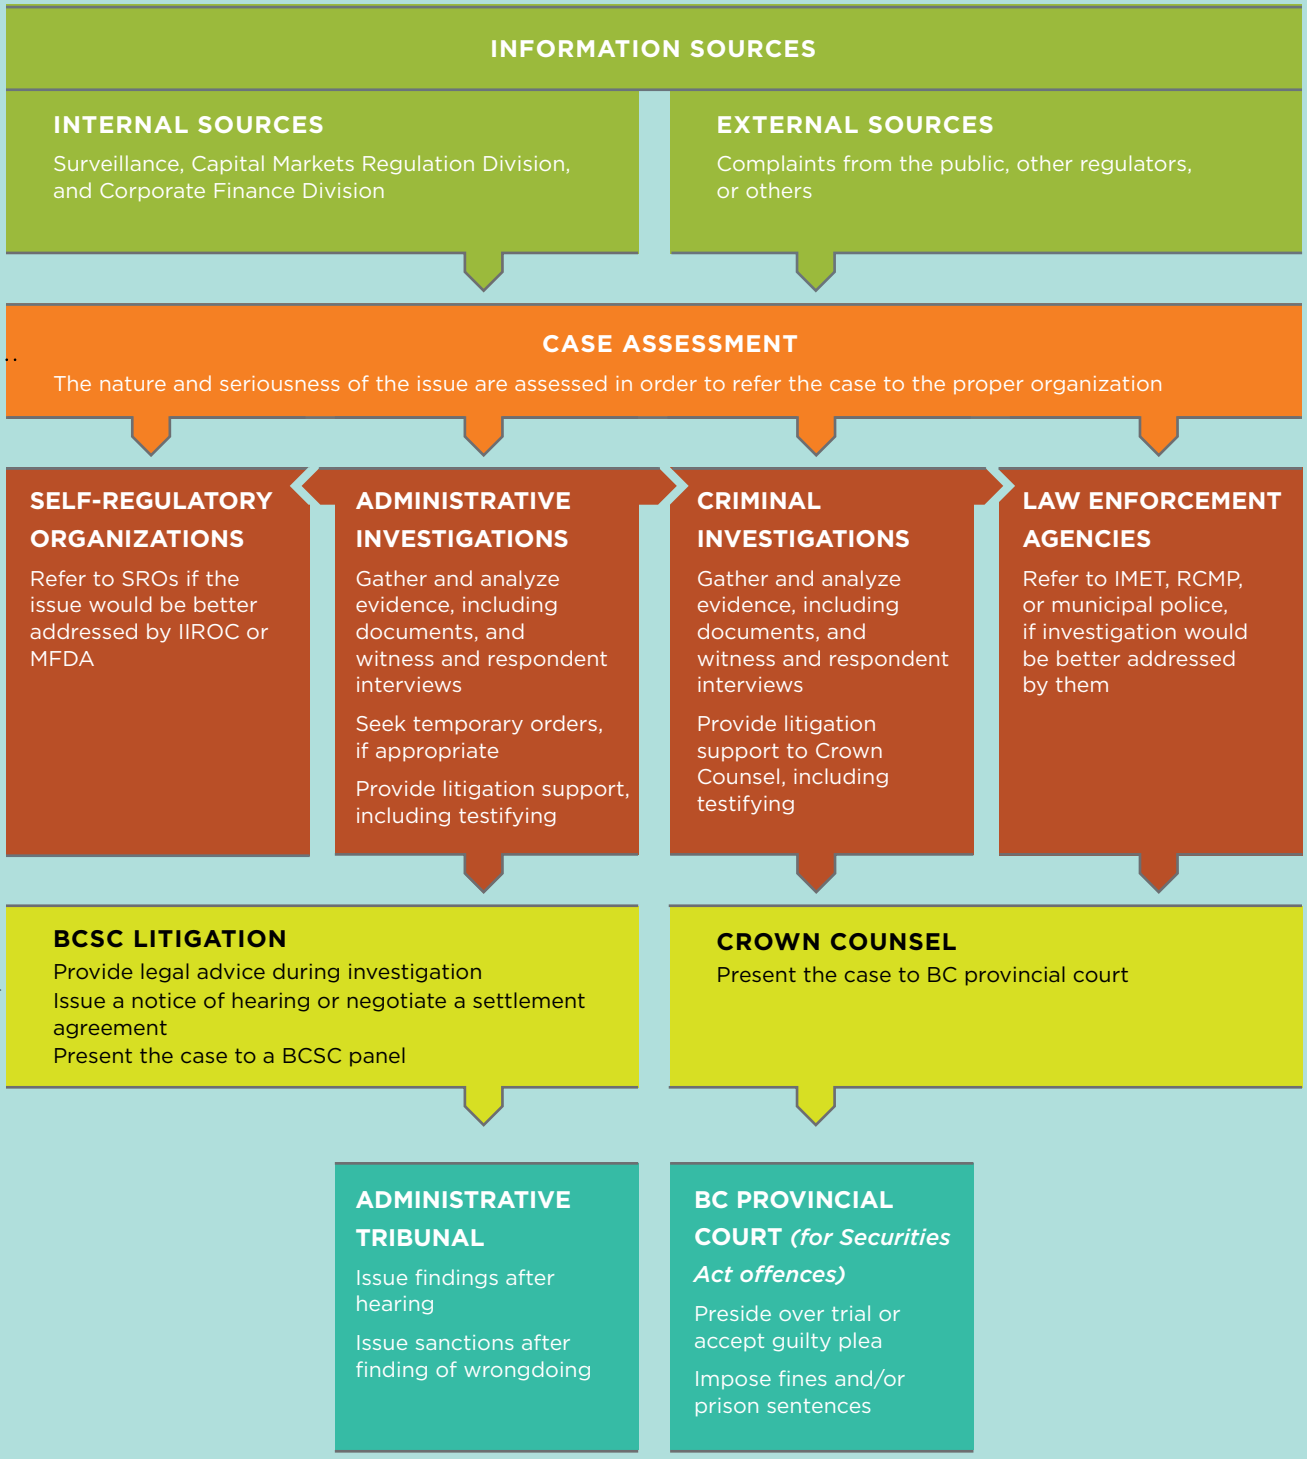 INFORMATION SOURCES
INTERNAL SOURCES
Surveillance, Capital Markets Regulation Division,
and Corporate Finance Division
EXTERNAL SOURCES
Complaints from the public, other regulators,
or others
CASE ASSESSMENT
The nature and seriousness of the issue are assessed in order to refer the case to the proper organization
SELF-REGULATORY
ORGANIZATIONS
Refer to SROs if the
issue would be better
addressed by IIROC or
MFDA
ADMINISTRATIVE
INVESTIGATIONS
Gather and analyze
evidence, including
documents, and
witness and respondent
interviews
Seek temporary orders,
if appropriate
Provide litigation support,
including testifying
CRIMINAL
INVESTIGATIONS
Gather and analyze
evidence, including
documents, and
witness and respondent
interviews
Provide litigation
support to Crown
Counsel, including
testifying
LAW ENFORCEMENT
AGENCIES
Refer to IMET, RCMP,
or municipal police,
if investigation would
be better addressed
by them
BCSC LITIGATION
Provide legal advice during investigation
Issue a notice of hearing or negotiate a settlement
agreement
Present the case to a BCSC panel
CROWN COUNSEL
Present the case to BC provincial court
ADMINISTRATIVE
TRIBUNAL
Issue findings after
hearing
Issue sanctions after
finding of wrongdoing
BC PROVINCIAL
COURT (for Securities
Act offences)
Preside over trial or
accept guilty plea
Impose fines and/or
prison sentences